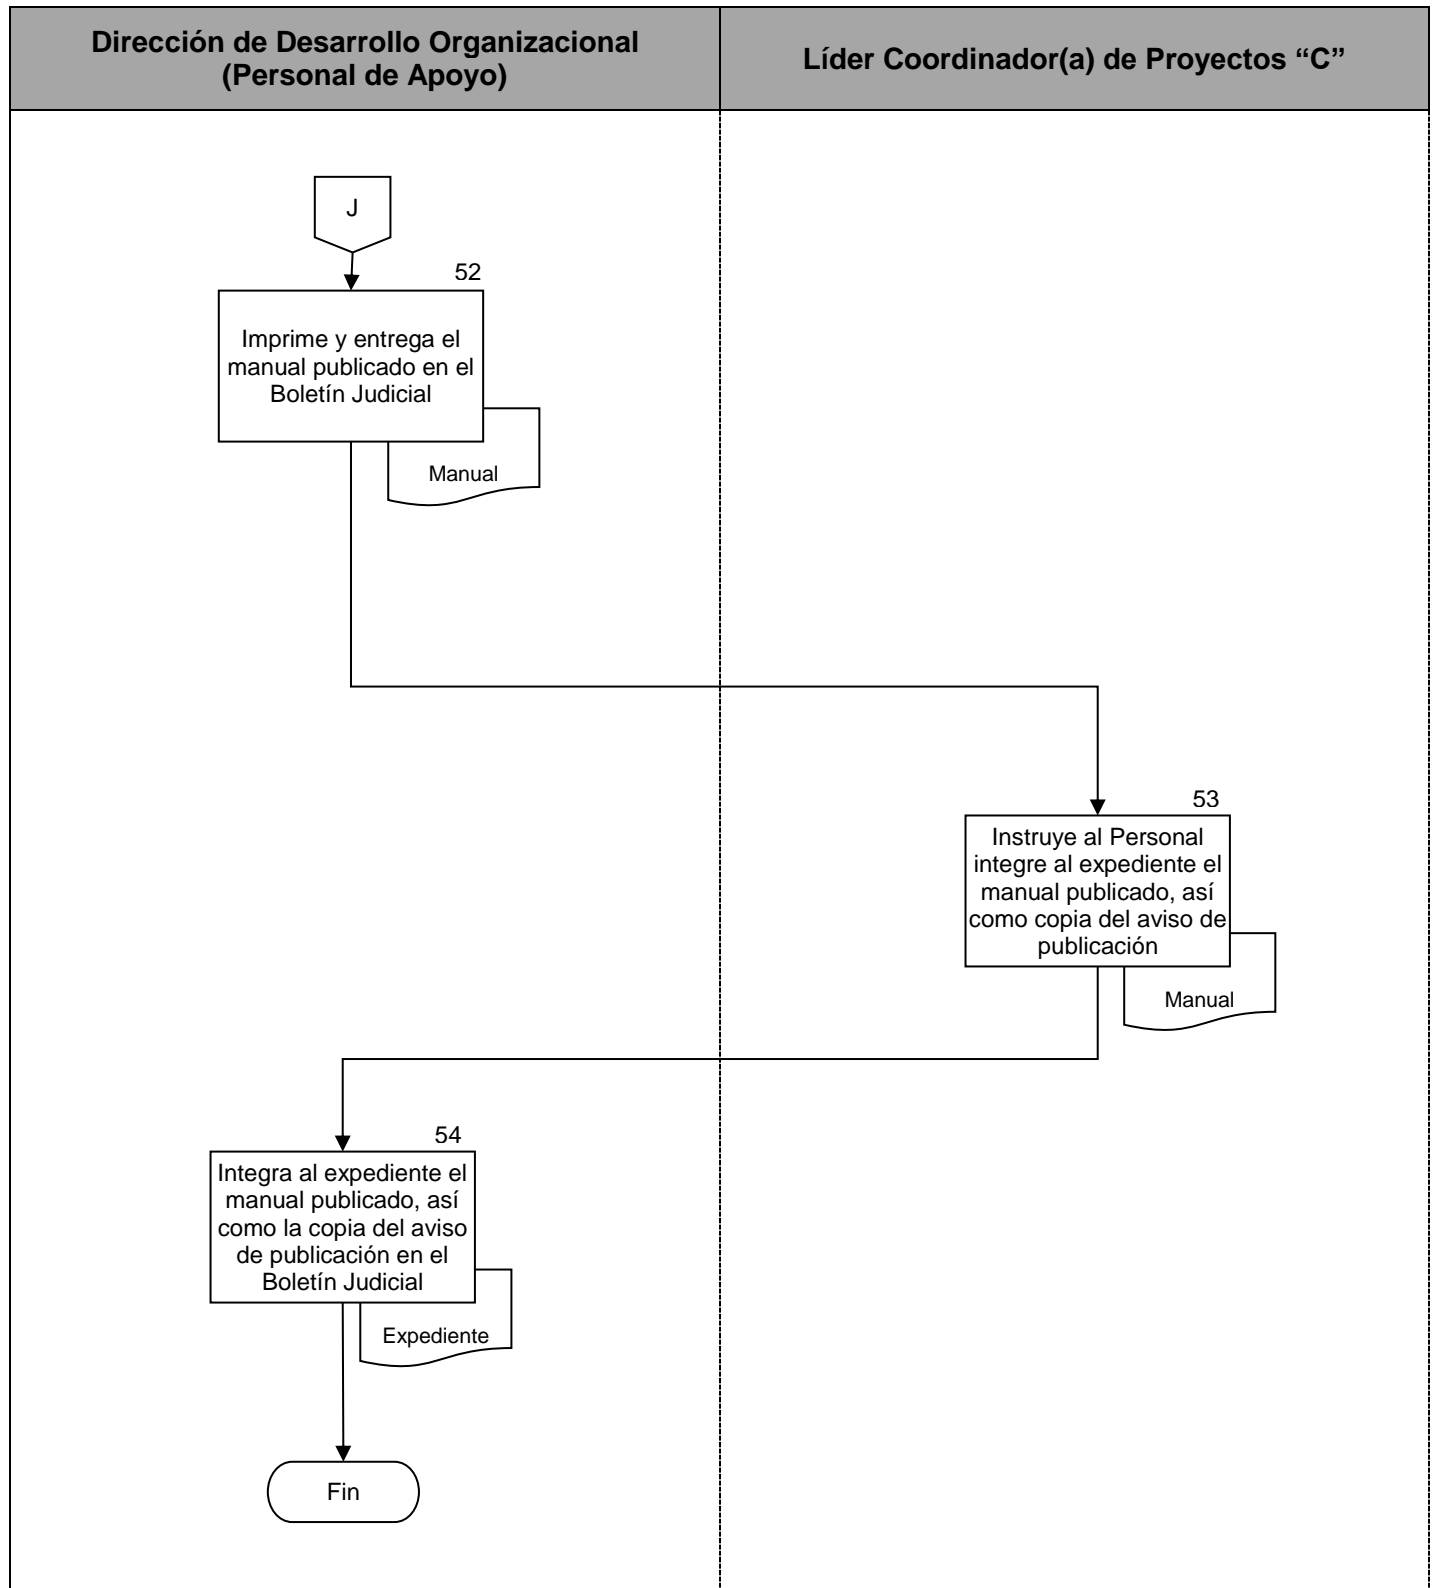 Dirección de Desarrollo Organizacional
(Personal de Apoyo)
Líder Coordinador(a) de Proyectos “C”
J
52
Imprime y entrega el
manual publicado en el
Boletín Judicial
Manual
53
Instruye al Personal
integre al expediente el
manual publicado, así
como copia del aviso de
publicación
Manual
54
Integra al expediente el
manual publicado, así
como la copia del aviso
de publicación en el
Boletín Judicial
Expediente
Fin